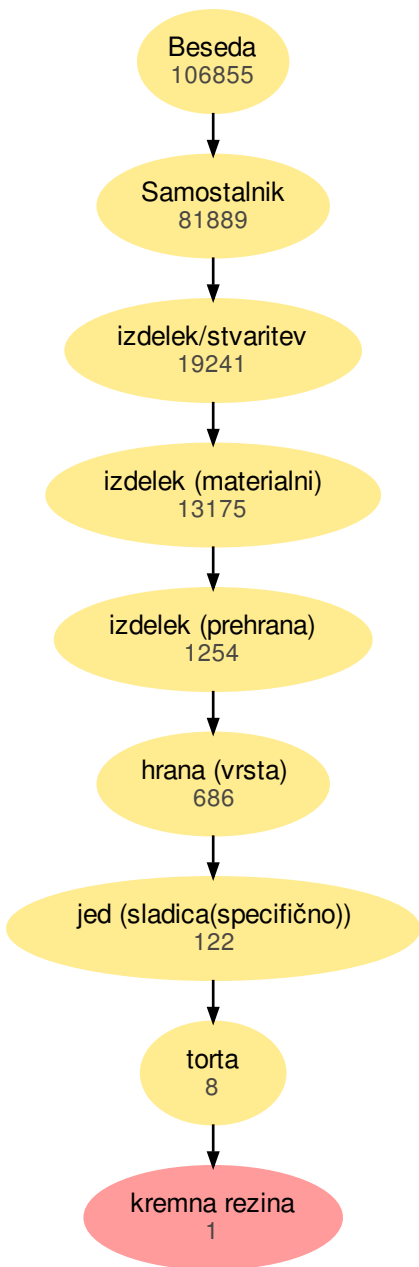 Beseda
106855
Samostalnik
81889
izdelek/stvaritev
19241
izdelek (materialni)
13175
izdelek (prehrana)
1254
hrana (vrsta)
686
jed (sladica(specifično))
122
torta
8
kremna rezina
1